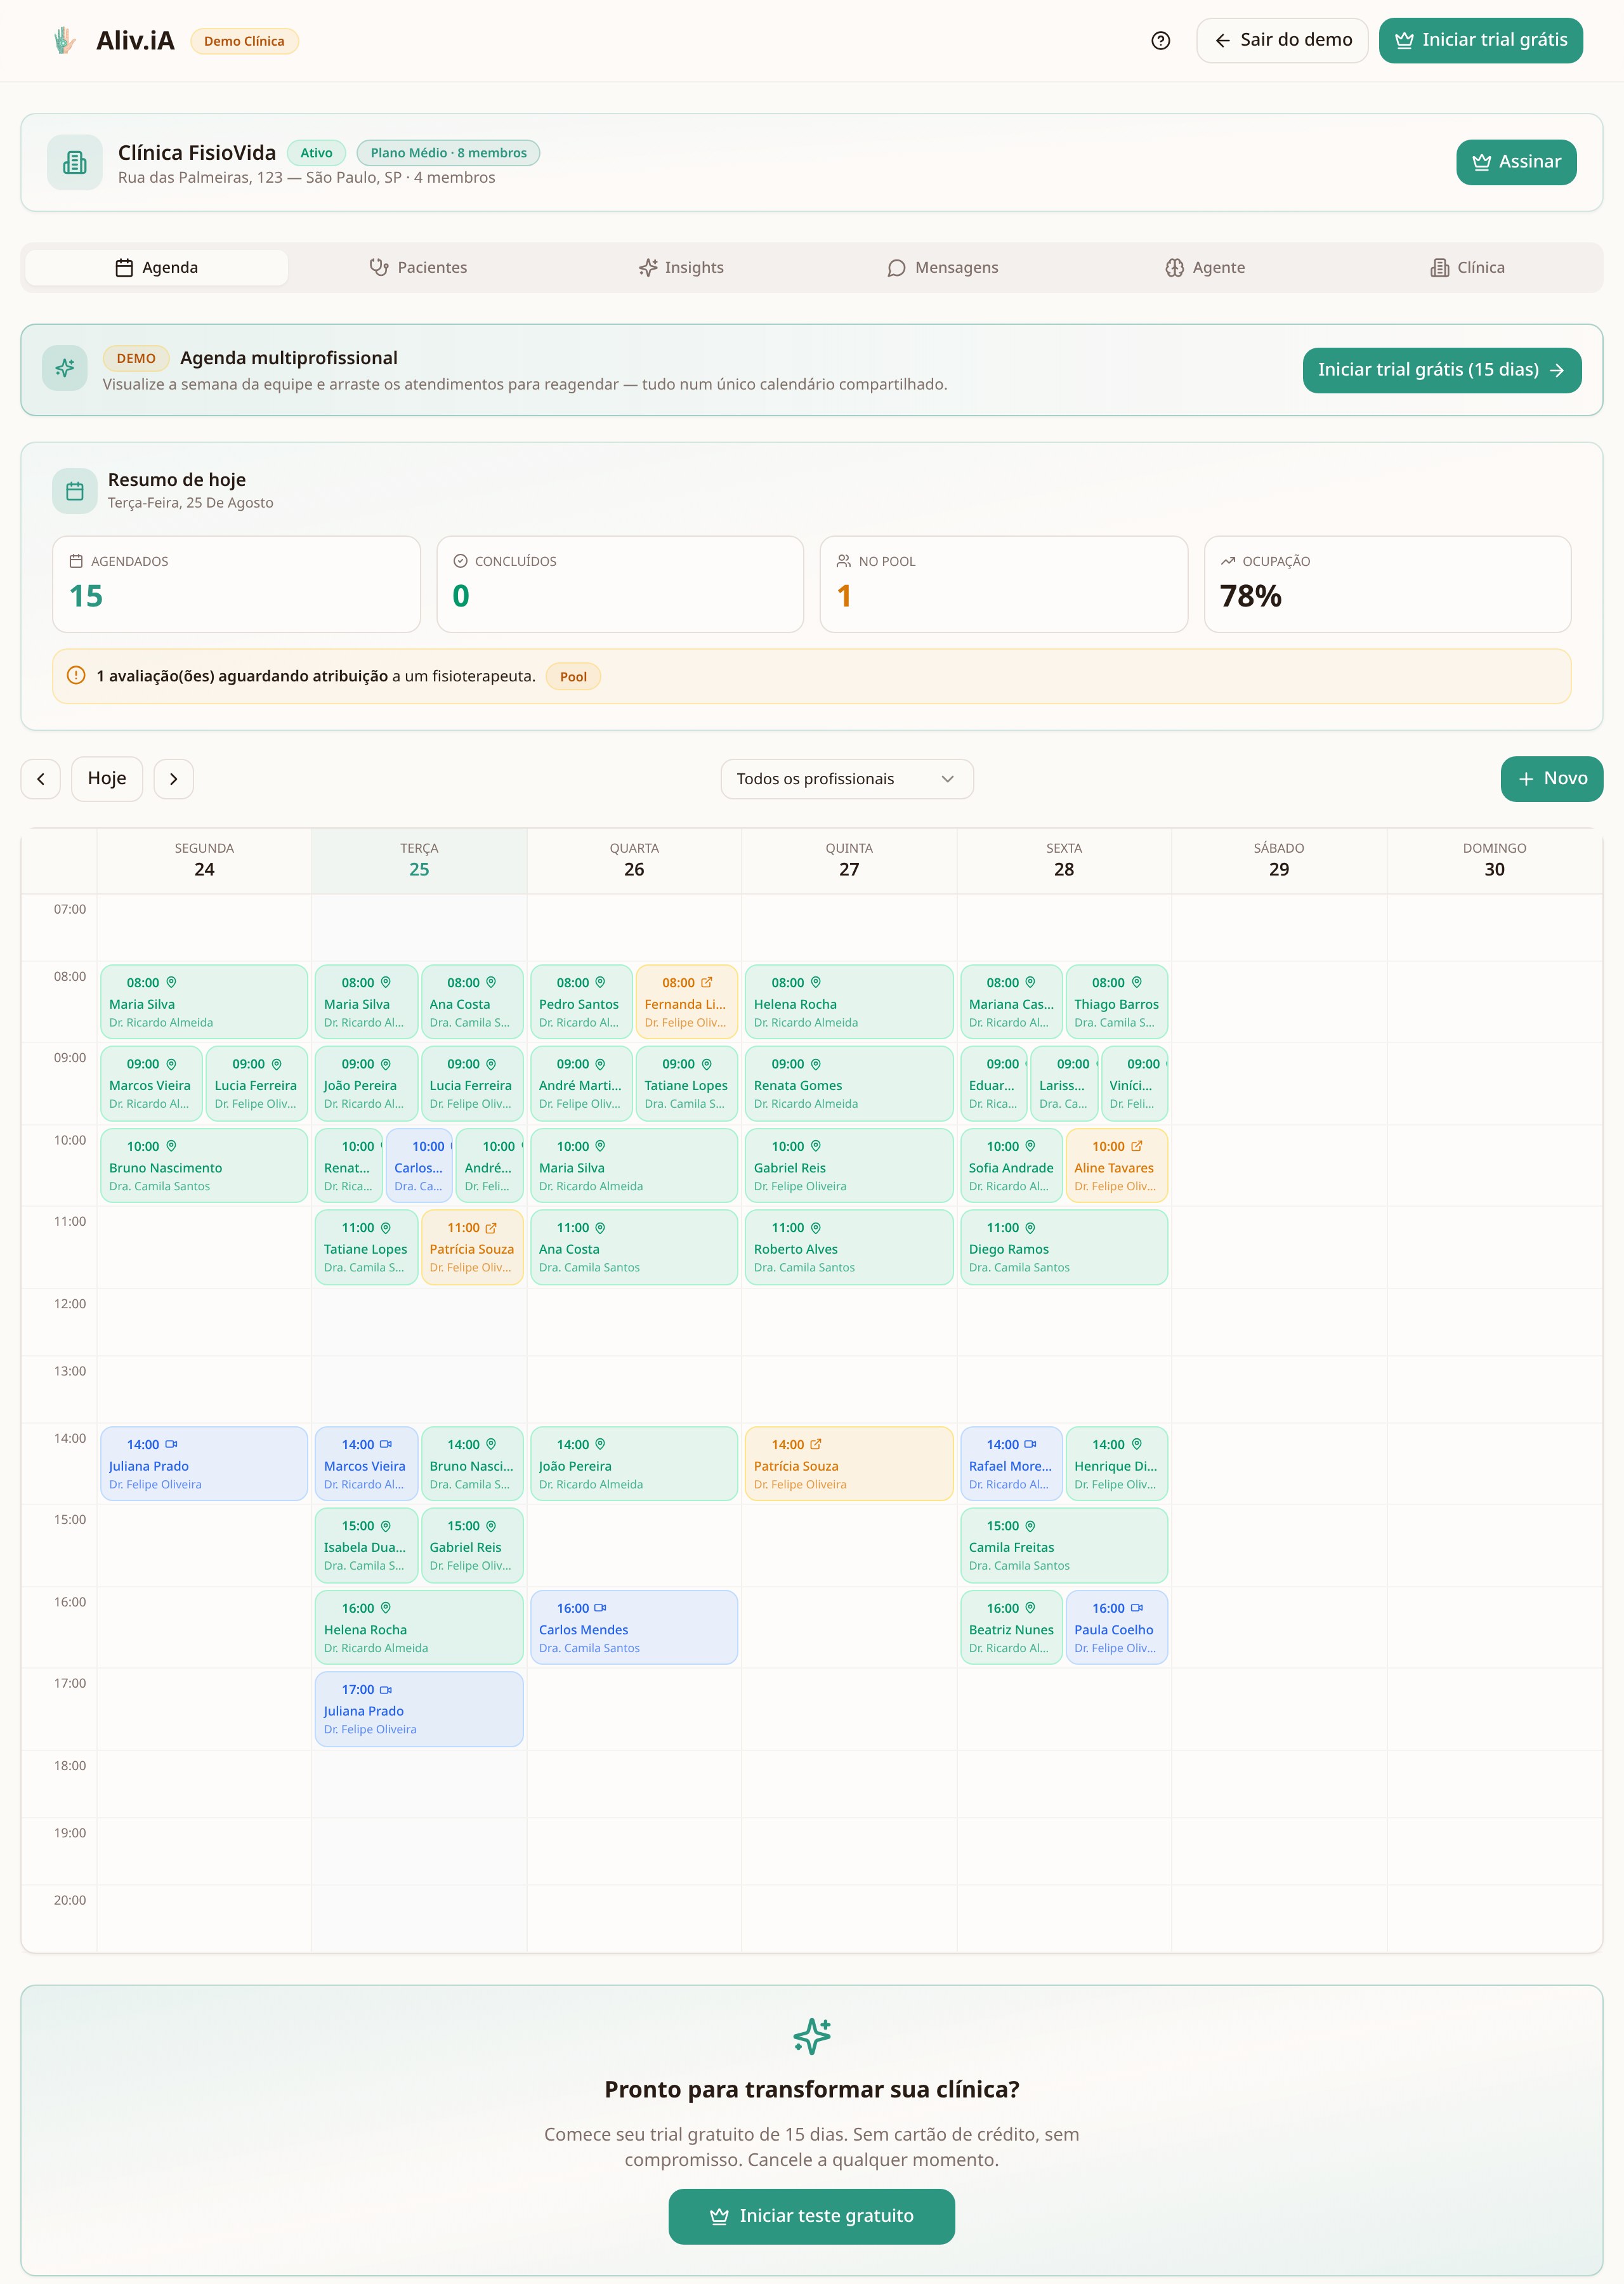 Aliv.iA
Demo Clínica
Sair do demo
Iniciar trial grátis
Clínica FisioVida
Ativo
Plano Médio · 8 membros
Rua das Palmeiras, 123 — São Paulo, SP · 4 membros
Assinar
Agenda
Pacientes
Insights
Mensagens
Agente
Clínica
DEMO
Agenda multiprofissional
Visualize a semana da equipe e arraste os atendimentos para reagendar — tudo num único calendário compartilhado.
Iniciar trial grátis (15 dias)
Resumo de hoje
Terça-Feira, 25 De Agosto
AGENDADOS
15
CONCLUÍDOS
0
NO POOL
1
OCUPAÇÃO
78%
1 avaliação(ões) aguardando atribuição a um fisioterapeuta.
Pool
Hoje
Todos os profissionais
Novo
SEGUNDA
24
TERÇA
25
QUARTA
26
QUINTA
27
SEXTA
28
SÁBADO
29
DOMINGO
30
07:00
08:00
08:00
Maria Silva
Dr. Ricardo Almeida
08:00
Maria Silva
Dr. Ricardo Al...
08:00
Ana Costa
Dra. Camila S...
08:00
Pedro Santos
Dr. Ricardo Al...
08:00
Fernanda Li...
Dr. Felipe Oliv...
08:00
Helena Rocha
Dr. Ricardo Almeida
08:00
Mariana Cas...
Dr. Ricardo Al...
08:00
Thiago Barros
Dra. Camila S...
09:00
09:00
Marcos Vieira
Dr. Ricardo Al...
09:00
Lucia Ferreira
Dr. Felipe Oliv...
09:00
João Pereira
Dr. Ricardo Al...
09:00
Lucia Ferreira
Dr. Felipe Oliv...
09:00
André Marti...
Dr. Felipe Oliv...
09:00
Tatiane Lopes
Dra. Camila S...
09:00
Renata Gomes
Dr. Ricardo Almeida
09:00
Eduar...
Dr. Rica...
09:00
Lariss...
Dra. Ca...
09:00
Viníci...
Dr. Feli...
10:00
10:00
Bruno Nascimento
Dra. Camila Santos
10:00
Renat...
Dr. Rica...
10:00
Carlos...
Dra. Ca...
10:00
André...
Dr. Feli...
10:00
Maria Silva
Dr. Ricardo Almeida
10:00
Gabriel Reis
Dr. Felipe Oliveira
10:00
Sofia Andrade
Dr. Ricardo Al...
10:00
Aline Tavares
Dr. Felipe Oliv...
11:00
11:00
Tatiane Lopes
Dra. Camila S...
11:00
Patrícia Souza
Dr. Felipe Oliv...
11:00
Ana Costa
Dra. Camila Santos
11:00
Roberto Alves
Dra. Camila Santos
11:00
Diego Ramos
Dra. Camila Santos
12:00
13:00
14:00
14:00
Juliana Prado
Dr. Felipe Oliveira
14:00
Marcos Vieira
Dr. Ricardo Al...
14:00
Bruno Nasci...
Dra. Camila S...
14:00
João Pereira
Dr. Ricardo Almeida
14:00
Patrícia Souza
Dr. Felipe Oliveira
14:00
Rafael More...
Dr. Ricardo Al...
14:00
Henrique Di...
Dr. Felipe Oliv...
15:00
15:00
Isabela Dua...
Dra. Camila S...
15:00
Gabriel Reis
Dr. Felipe Oliv...
15:00
Camila Freitas
Dra. Camila Santos
16:00
16:00
Helena Rocha
Dr. Ricardo Almeida
16:00
Carlos Mendes
Dra. Camila Santos
16:00
Beatriz Nunes
Dr. Ricardo Al...
16:00
Paula Coelho
Dr. Felipe Oliv...
17:00
17:00
Juliana Prado
Dr. Felipe Oliveira
18:00
19:00
20:00
Pronto para transformar sua clínica?
Comece seu trial gratuito de 15 dias. Sem cartão de crédito, sem
compromisso. Cancele a qualquer momento.
Iniciar teste gratuito